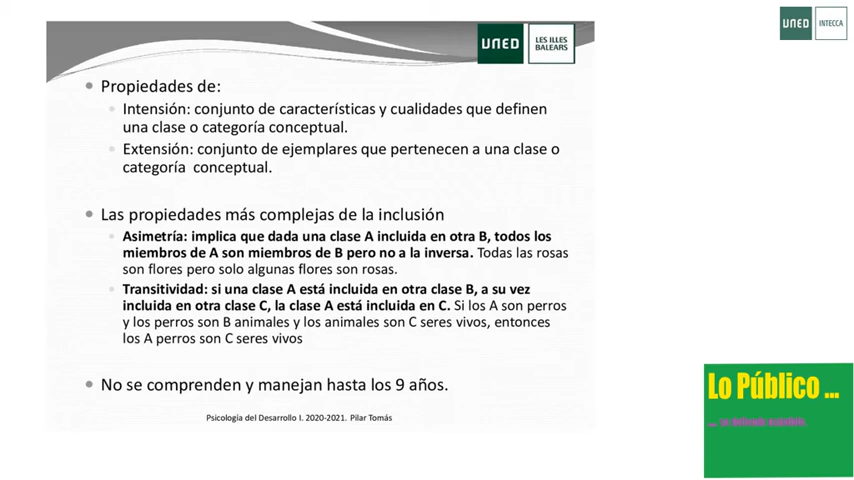 UNED
LES ILLES
BALEARS
UNED
INTECCA
Propiedades de:
Intensión: conjunto de características y cualidades que definen
una clase o categoría conceptual.
Extensión: conjunto de ejemplares que pertenecen a una clase o
categoría conceptual.
Las propiedades más complejas de la inclusión
Asimetría: implica que dada una clase A incluida en otra B, todos los
miembros de A son miembros de B pero no a la inversa. Todas las rosas
son flores pero solo algunas flores son rosas.
Transitividad: si una clase A está incluida en otra clase B, a su vez
incluida en otra clase C, la clase A está incluida en C. Si los A son perros
y los perros son B animales y los animales son C seres vivos, entonces
los A perros son C seres vivos
No se comprenden y manejan hasta los 9 años.
Psicología del Desarrollo I. 2020-2021. Pilar Tomás
Lo Público ...